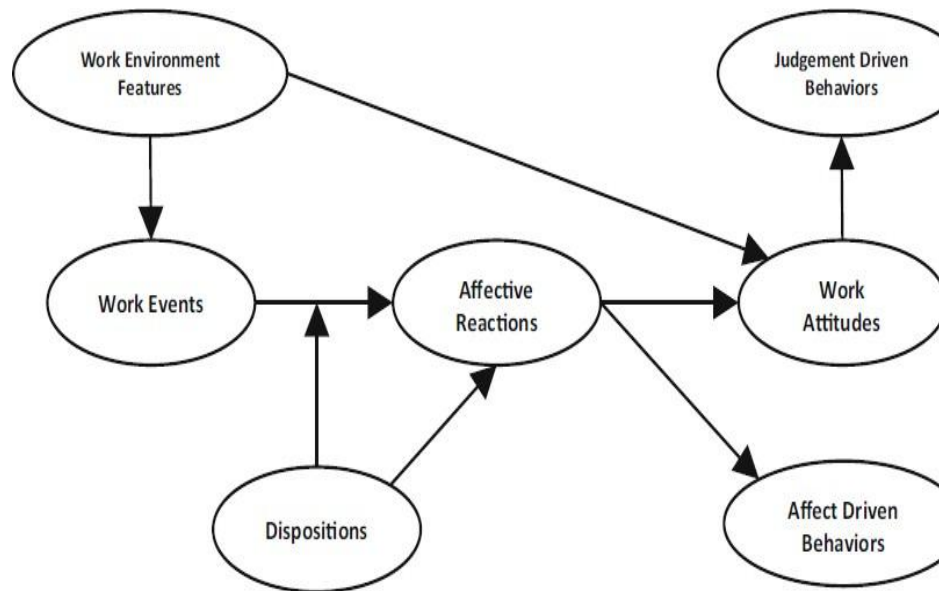 Work Environment
Features
Judgement Driven
Behaviors
Work Events
Affective
Reactions
Work
Attitudes
Dispositions
Affect Driven
Behaviors